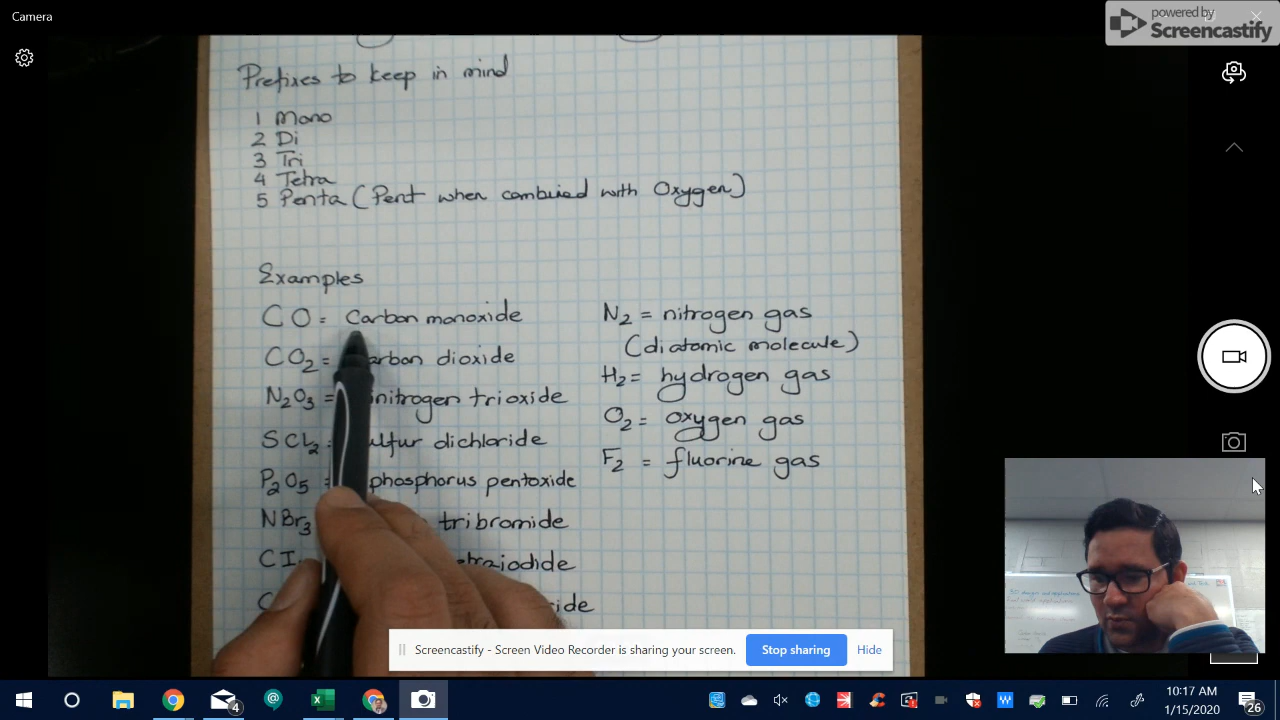 Camera
powered by
Screencastify
Prefixes to keep in mind
1 Mono
2 Di
3 Tri
4 Tetra
5 Penta (Pent when combined with Oxygen)
Examples
CO = Carbon monoxide
CO2 = carbon dioxide
N2O3 = initrogen trioxide
SCl2 = ulfur dichloride
P2O5 = phosphorus pentoxide
NBr3 tribromide
CI traiodide
C ide
N2 = nitrogen gas
(diatomic molecule)
H2 = hydrogen gas
O2 = oxygen gas
F2 = fluorine gas
Screencastify - Screen Video Recorder is sharing your screen.
Stop sharing
Hide
4
10:17 AM
1/15/2020
26